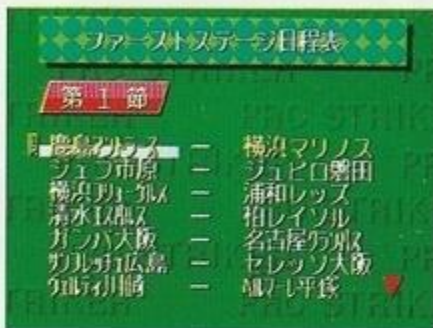 ファーストステージ日程表
第1節
鹿島アントラーズ ー 横浜マリノス
ジェフ市原 ー ジュビロ磐田
横浜フリューゲルス ー 浦和レッズ
清水エスパルス ー 柏レイソル
ガンバ大阪 ー 名古屋グランパス
サンフレッチェ広島 ー セレッソ大阪
ヴェルディ川崎 ー ベルマーレ平塚
PRO STRIKER